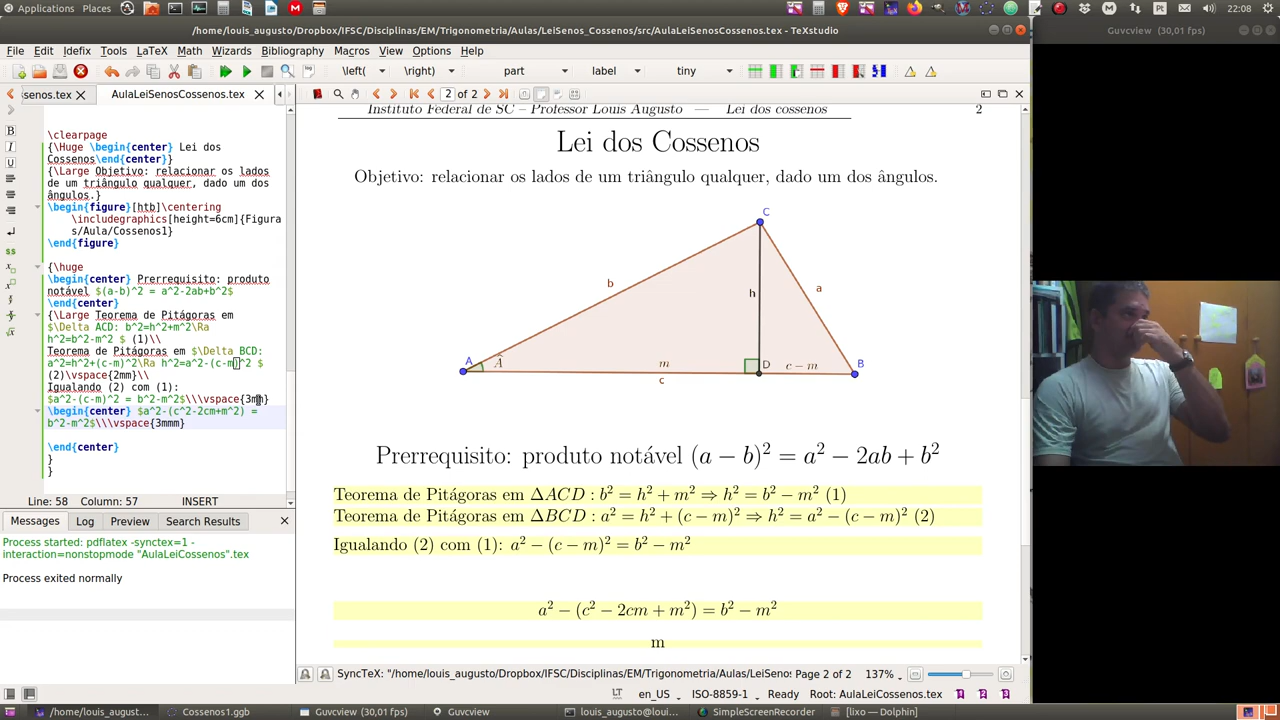 Applications Places Pt 22:08
/home/louis_augusto/Dropbox/IFSC/Disciplinas/EM/Trigonometria/Aulas/LeiSenos_Cossenos/src/AulaLeiSenosCossenos.tex - TeXstudio
Guvcview (30,01 fps)
File Edit Idefix Tools LaTeX Math Wizards Bibliography Macros View Options Help
\left( \right) part label tiny
senos.tex AulaLeiSenosCossenos.tex 2 of 2
Instituto Federal de SC – Professor Louis Augusto — Lei dos cossenos 2
\clearpage
{\Huge \begin{center} Lei dos
Cossenos\end{center}}
{\Large Objetivo: relacionar os lados
de um triângulo qualquer, dado um dos
ângulos.}
\begin{figure}[htb]\centering
\includegraphics[height=6cm]{Figura
s/Aula/Cossenos1}
\end{figure}
{\huge
\begin{center} Prerrequisito: produto
notável $(a-b)^2 = a^2-2ab+b^2$
\end{center}
{\Large Teorema de Pitágoras em
$\Delta ACD: b^2=h^2+m^2\Ra
h^2=b^2-m^2 $ (1)\\
Teorema de Pitágoras em $\Delta BCD:
a^2=h^2+(c-m)^2\Ra h^2=a^2-(c-m)^2 $
(2)\vspace{2mm}\\
Igualando (2) com (1):
$a^2-(c-m)^2 = b^2-m^2$\\\vspace{3mm}
\begin{center} $a^2-(c^2-2cm+m^2) =
b^2-m^2$\\\vspace{3mmm}
\end{center}
}
}
Line: 58 Column: 57 INSERT
Messages Log Preview Search Results
Process started: pdflatex -synctex=1 -
interaction=nonstopmode "AulaLeiCossenos".tex
Process exited normally
Lei dos Cossenos
Objetivo: relacionar os lados de um triângulo qualquer, dado um dos ângulos.
C
b
h
a
A
Â
m
D
c − m
B
c
Prerrequisito: produto notável (a − b)² = a² − 2ab + b²
Teorema de Pitágoras em ΔACD : b² = h² + m² ⇒ h² = b² − m² (1)
Teorema de Pitágoras em ΔBCD : a² = h² + (c − m)² ⇒ h² = a² − (c − m)² (2)
Igualando (2) com (1): a² − (c − m)² = b² − m²
a² − (c² − 2cm + m²) = b² − m²
m
SyncTeX: "/home/louis_augusto/Dropbox/IFSC/Disciplinas/EM/Trigonometria/Aulas/LeiSeno Page 2 of 2 137%
en_US ISO-8859-1 Ready Root: AulaLeiCossenos.tex
/home/louis_august... Cossenos1.ggb Guvcview (30,01 fps) Guvcview louis_augusto@loui... SimpleScreenRecorder [lixo — Dolphin]